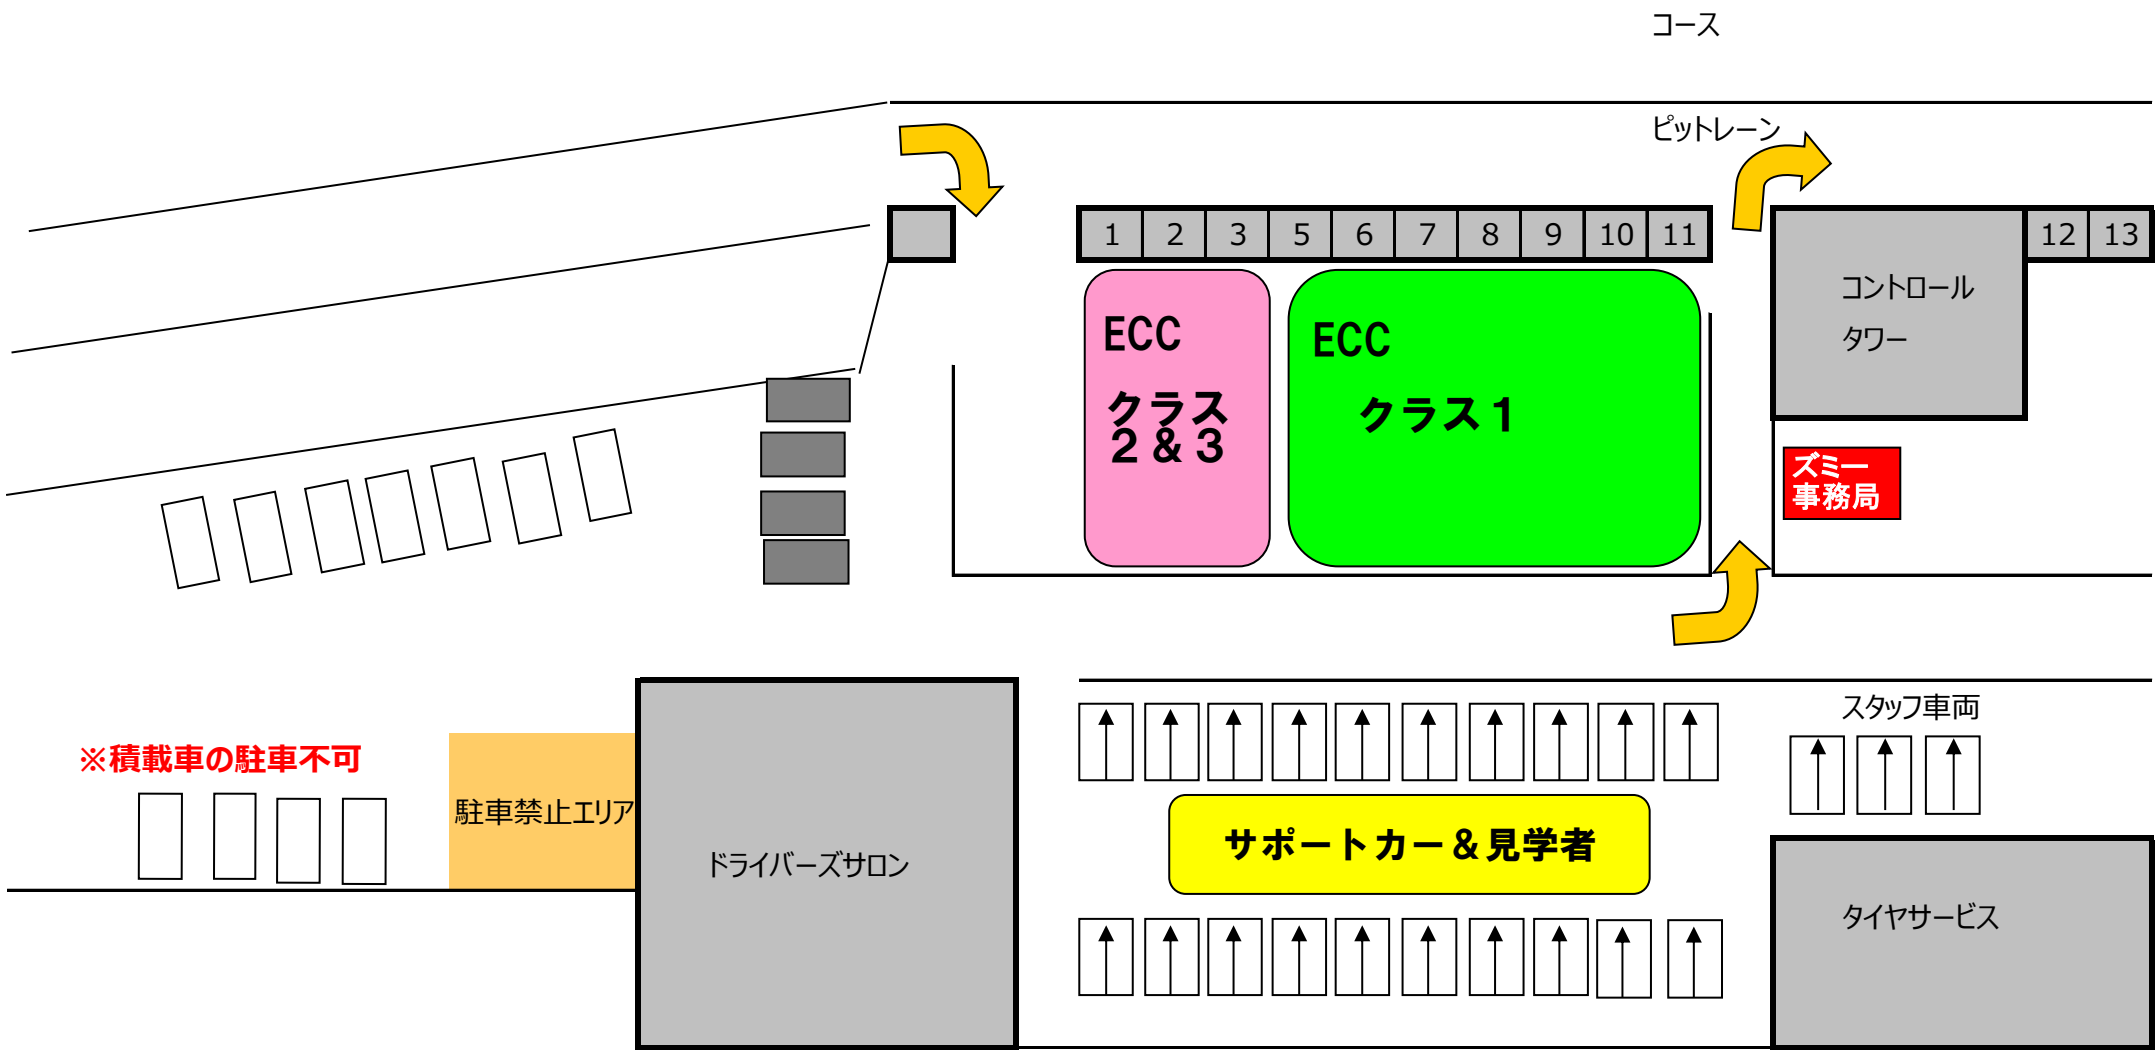 コース
ピットレーン
1 2 3 5 6 7 8 9 10 11
12 13
コントロール
タワー
ECC
クラス
2&3
ECC
クラス1
ズミー
事務局
スタッフ車両
※積載車の駐車不可
駐車禁止エリア
ドライバーズサロン
サポートカー&見学者
タイヤサービス